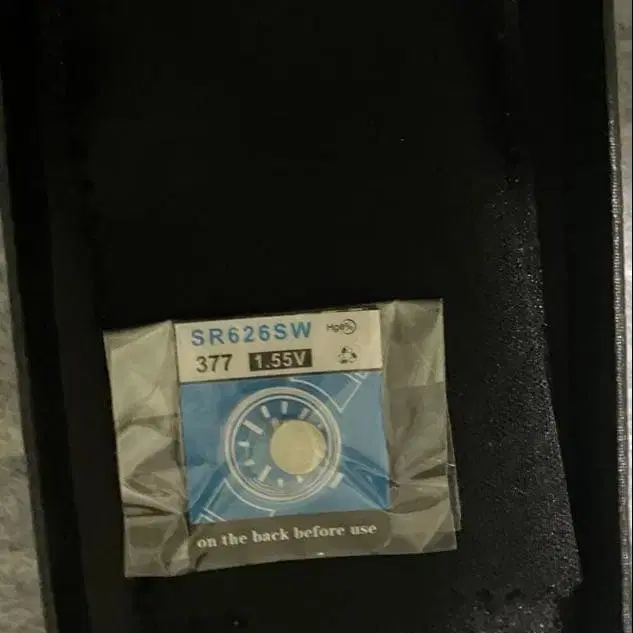 SR626SW
Hg0%
377 1.55V
on the back before use